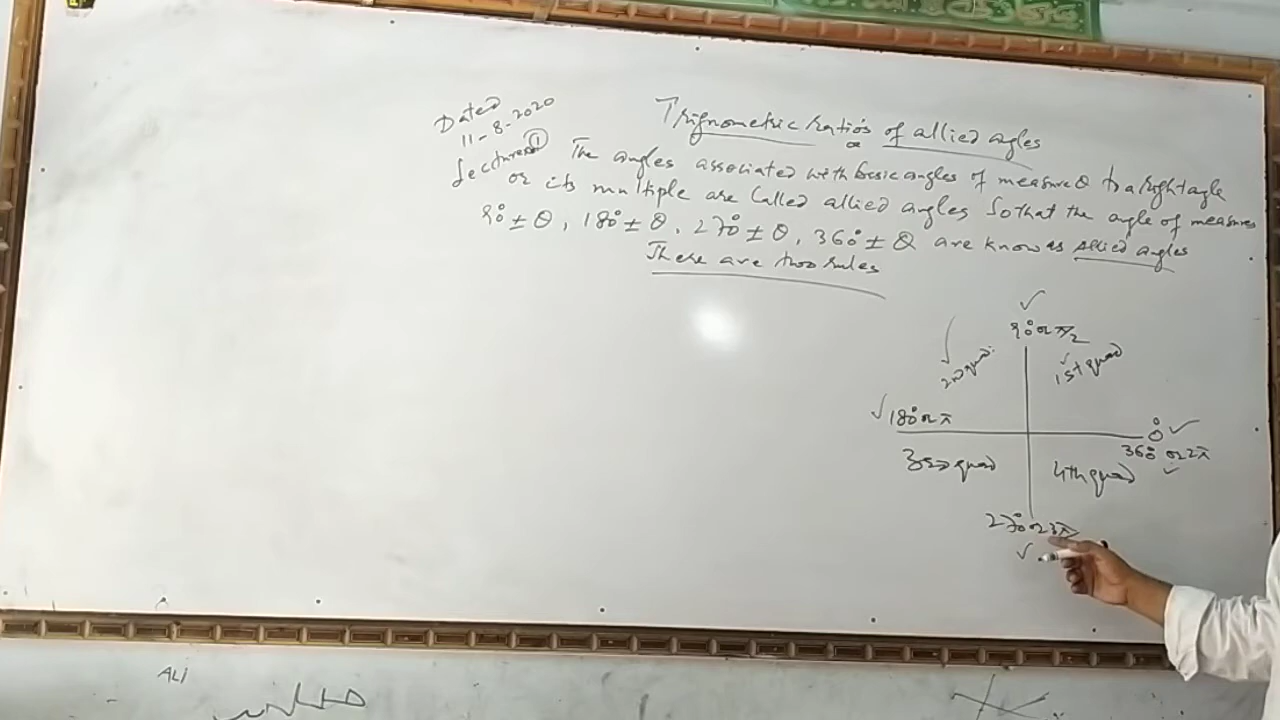 Dated
11-8-2020
Lecture ①
Trignometric ratios of allied angles
or
The angles associated with basic angles of measure θ to a right angle
or its multiple are Called allied angles So that the angle of measures
90° ± θ, 180° ± θ, 270° ± θ, 360° ± θ are know as allied angles
There are two rules
90° or π/2
2nd quad.
1st quad
180° or π
0°
360° or 2π
3rd quad
4th quad
270° or
ALI